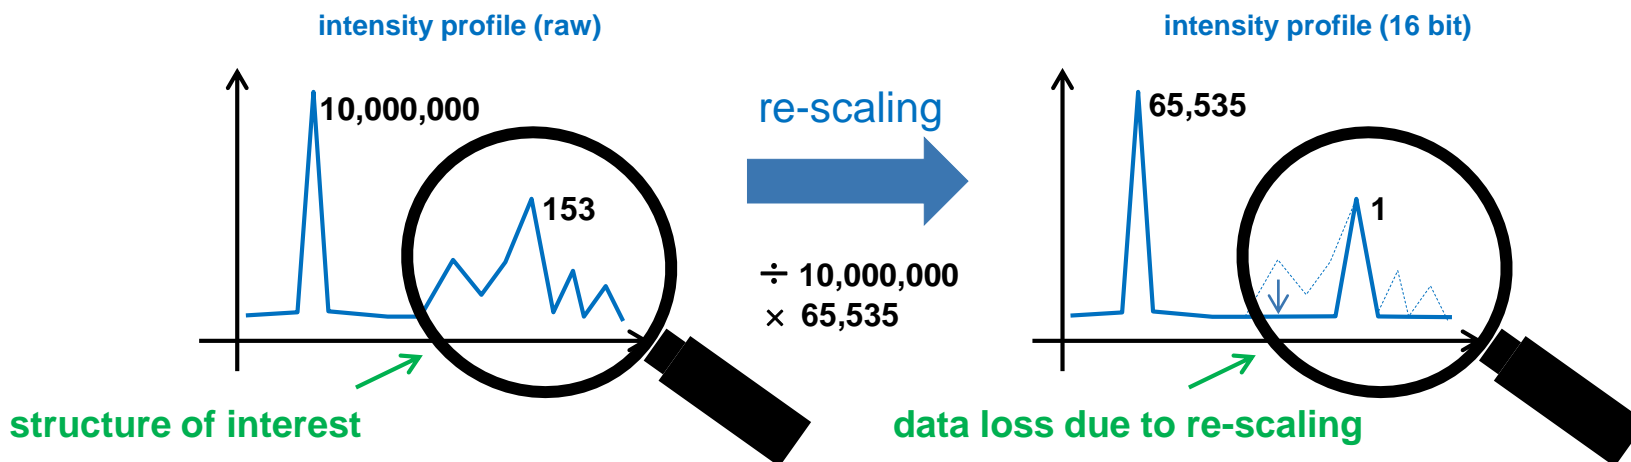 intensity profile (raw)
10,000,000
153
structure of interest
re-scaling
÷ 10,000,000
× 65,535
intensity profile (16 bit)
65,535
1
data loss due to re-scaling